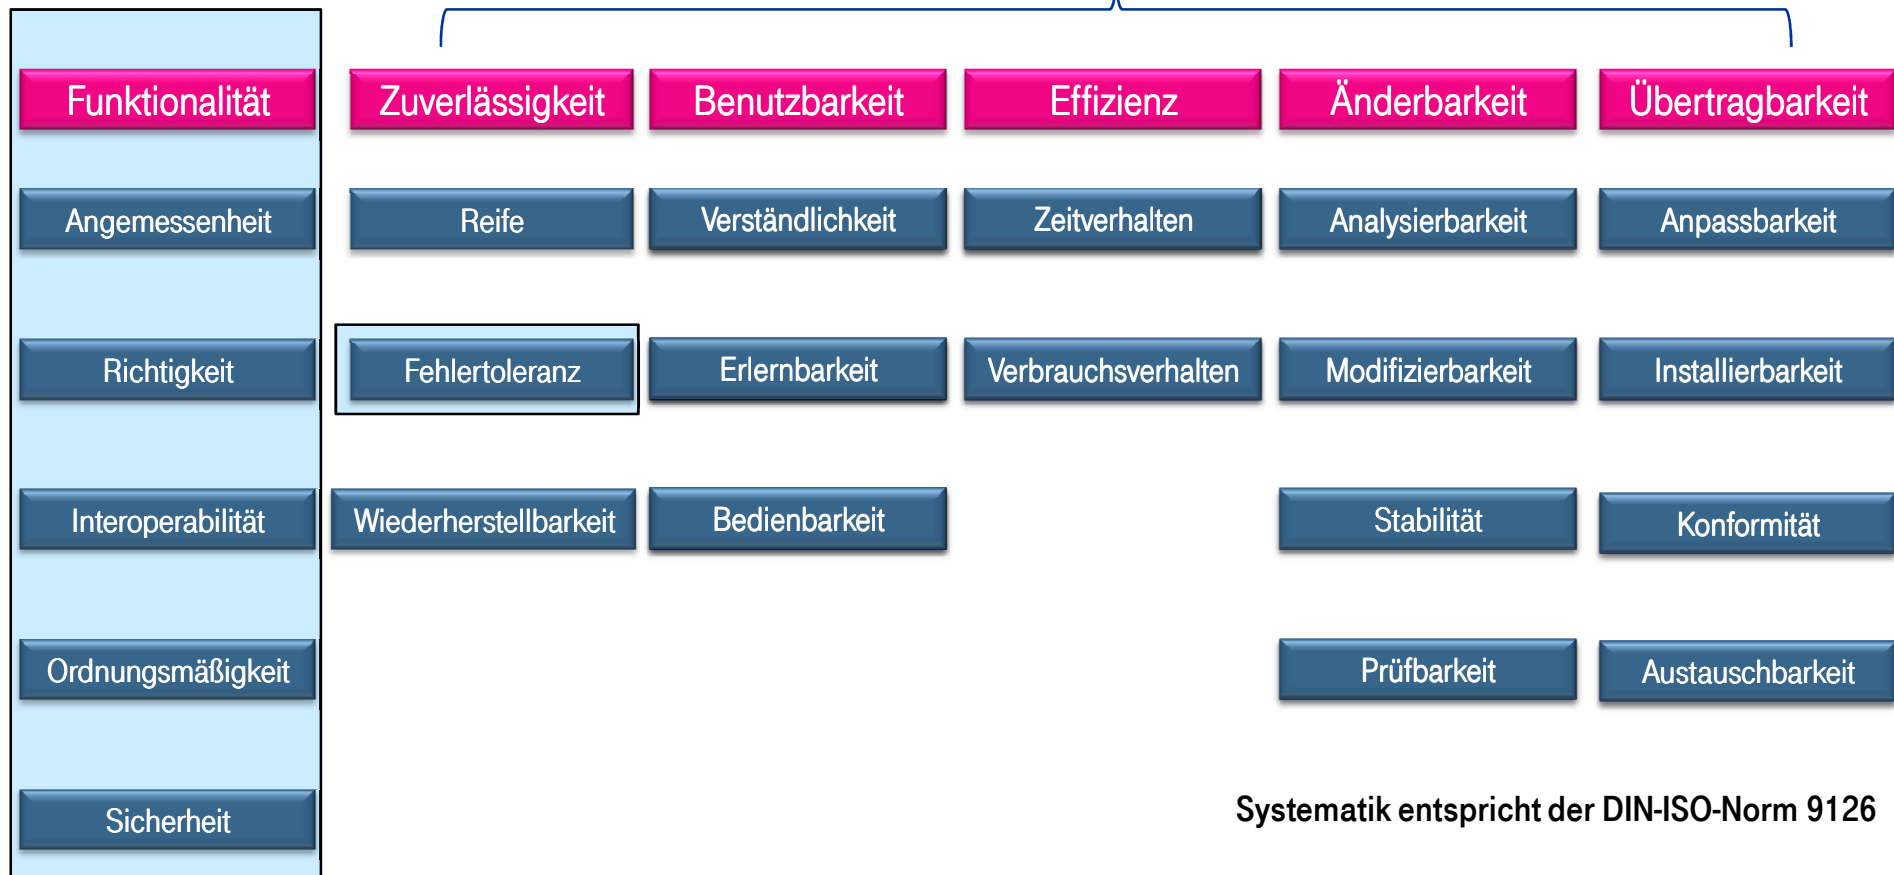 Funktionalität
Zuverlässigkeit
Benutzbarkeit
Effizienz
Änderbarkeit
Übertragbarkeit
Angemessenheit
Reife
Verständlichkeit
Zeitverhalten
Analysierbarkeit
Anpassbarkeit
Richtigkeit
Fehlertoleranz
Erlernbarkeit
Verbrauchsverhalten
Modifizierbarkeit
Installierbarkeit
Interoperabilität
Wiederherstellbarkeit
Bedienbarkeit
Stabilität
Konformität
Ordnungsmäßigkeit
Prüfbarkeit
Austauschbarkeit
Sicherheit
Systematik entspricht der DIN-ISO-Norm 9126